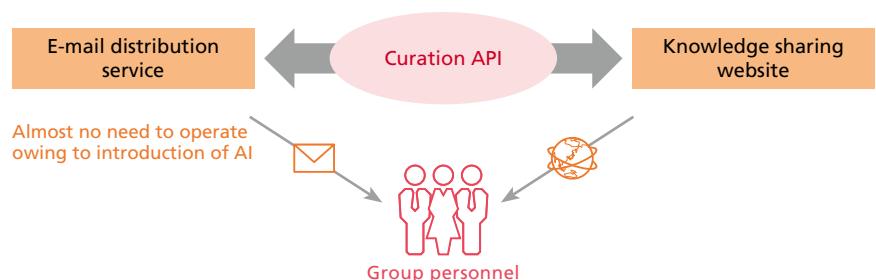 E-mail distribution
service
Curation API
Knowledge sharing
website
Almost no need to operate
owing to introduction of AI
Group personnel